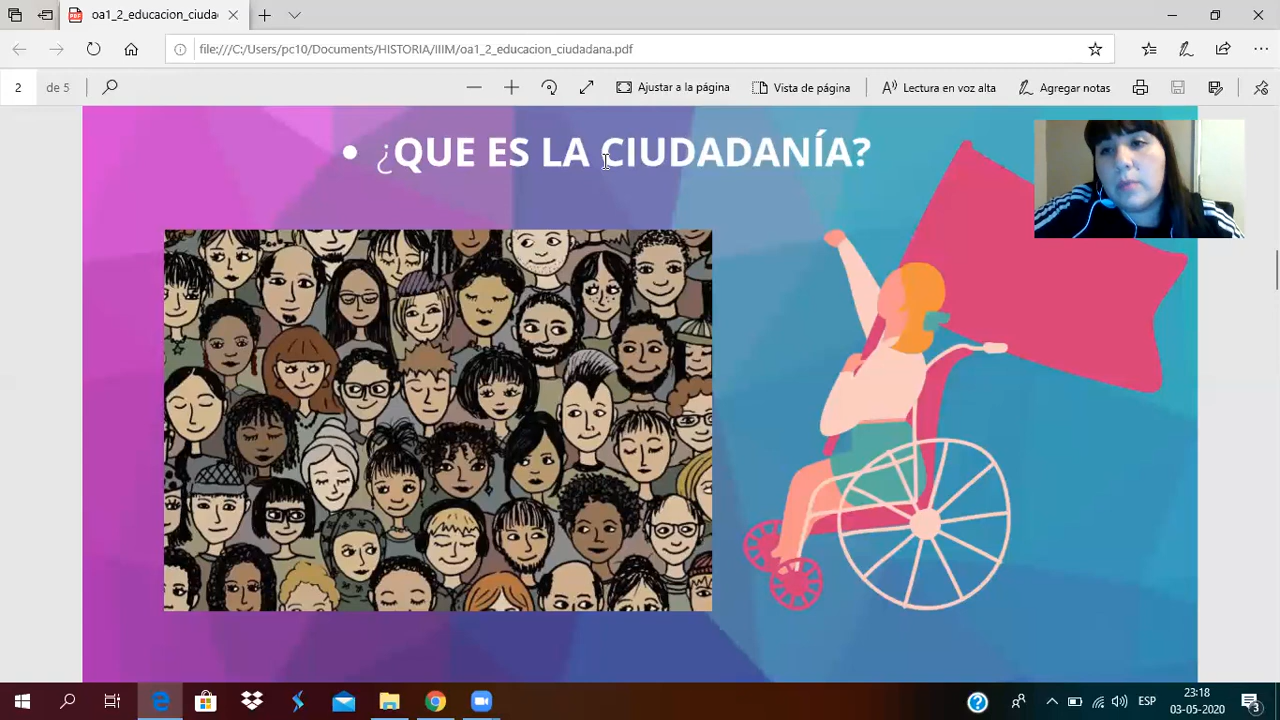 oa1_2_educacion_ciuda
file:///C:/Users/pc10/Documents/HISTORIA/IIIM/oa1_2_educacion_ciudadana.pdf
2 de 5 Ajustar a la página Vista de página Lectura en voz alta Agregar notas
• ¿QUE ES LA CIUDADANÍA?
ESP
23:18
03-05-2020
3